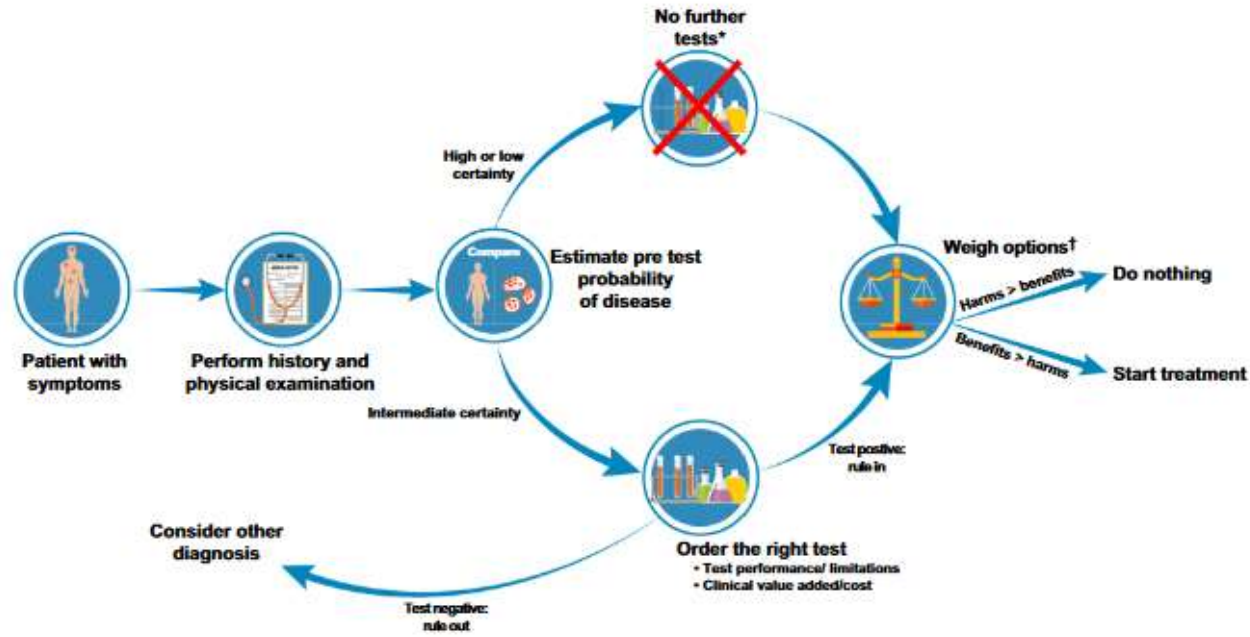 No further
tests*
High or low
certainty
Compare
Estimate pre test
probability
of disease
Patient with
symptoms
Perform history and
physical examination
Intermediate certainty
Weigh options†
Harms > benefits
Do nothing
Benefits > harms
Start treatment
Test postive:
rule in
Order the right test
• Test performance/ limitations
• Clinical value added/cost
Consider other
diagnosis
Test negative:
rule out